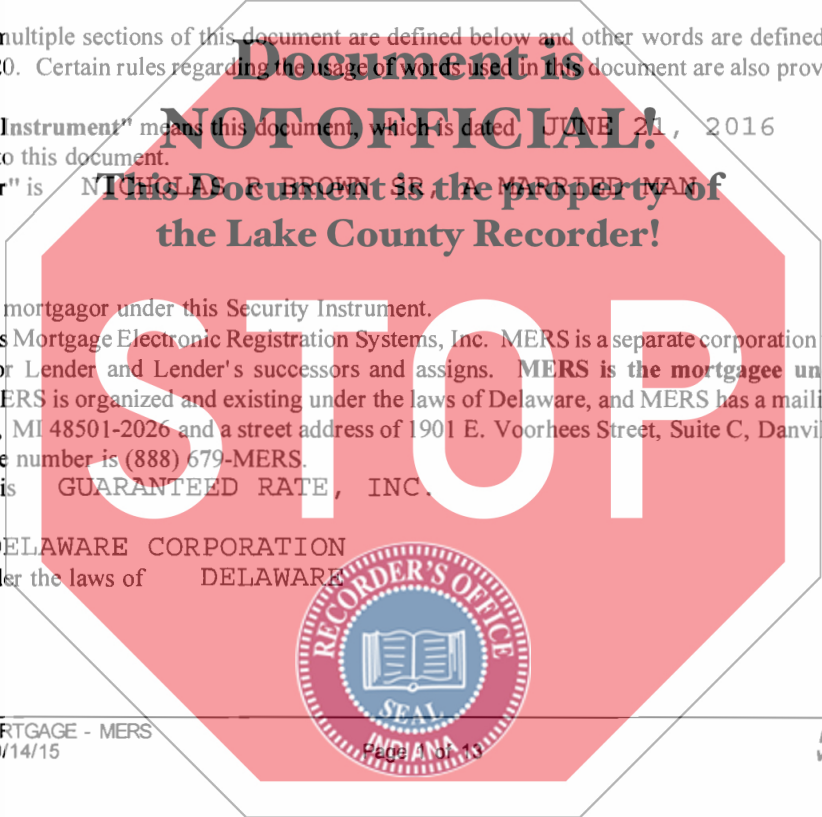 multiple sections of this document are defined below and other words are defined
20. Certain rules regarding the usage of words used in this document are also prov
Document is
NOT OFFICIAL!
Instrument" means this document, which is dated JUNE 21, 2016
to this document.
r" is NICHOLAS P BROWN SR, A MARRIED MAN
This Document is the property of
the Lake County Recorder!
mortgagor under this Security Instrument.
s Mortgage Electronic Registration Systems, Inc. MERS is a separate corporation
or Lender and Lender's successors and assigns. MERS is the mortgagee un
ERS is organized and existing under the laws of Delaware, and MERS has a maili
, MI 48501-2026 and a street address of 1901 E. Voorhees Street, Suite C, Danvil
e number is (888) 679-MERS.
STOP
is GUARANTEED RATE, INC.
DELAWARE CORPORATION
der the laws of DELAWARE
RECORDER'S OFFICE
SEAL
INDIANA
RTGAGE - MERS
/14/15
Page 1 of 13